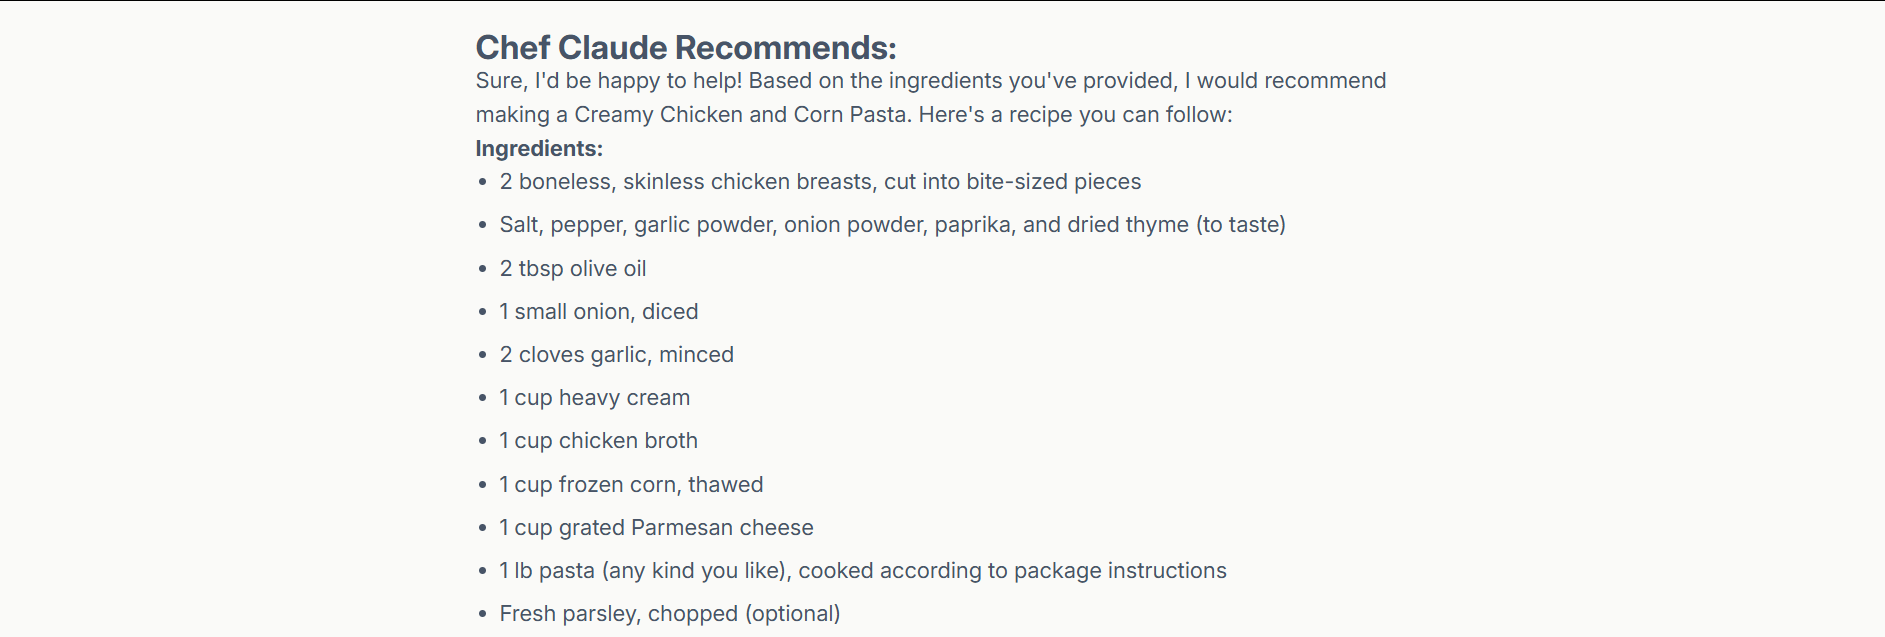 Chef Claude Recommends:
Sure, I'd be happy to help! Based on the ingredients you've provided, I would recommend
making a Creamy Chicken and Corn Pasta. Here's a recipe you can follow:
Ingredients:
• 2 boneless, skinless chicken breasts, cut into bite-sized pieces
• Salt, pepper, garlic powder, onion powder, paprika, and dried thyme (to taste)
• 2 tbsp olive oil
• 1 small onion, diced
• 2 cloves garlic, minced
• 1 cup heavy cream
• 1 cup chicken broth
• 1 cup frozen corn, thawed
• 1 cup grated Parmesan cheese
• 1 lb pasta (any kind you like), cooked according to package instructions
• Fresh parsley, chopped (optional)